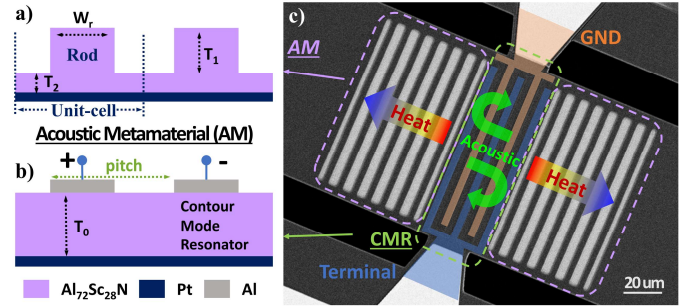 a)
Wr
Rod
T1
T2
Unit-cell
Acoustic Metamaterial (AM)
b)
+
pitch
-
T0
Contour
Mode
Resonator
Al72Sc28N
Pt
Al
c)
AM
GND
Heat
Acoustic
Heat
CMR
Terminal
20 um